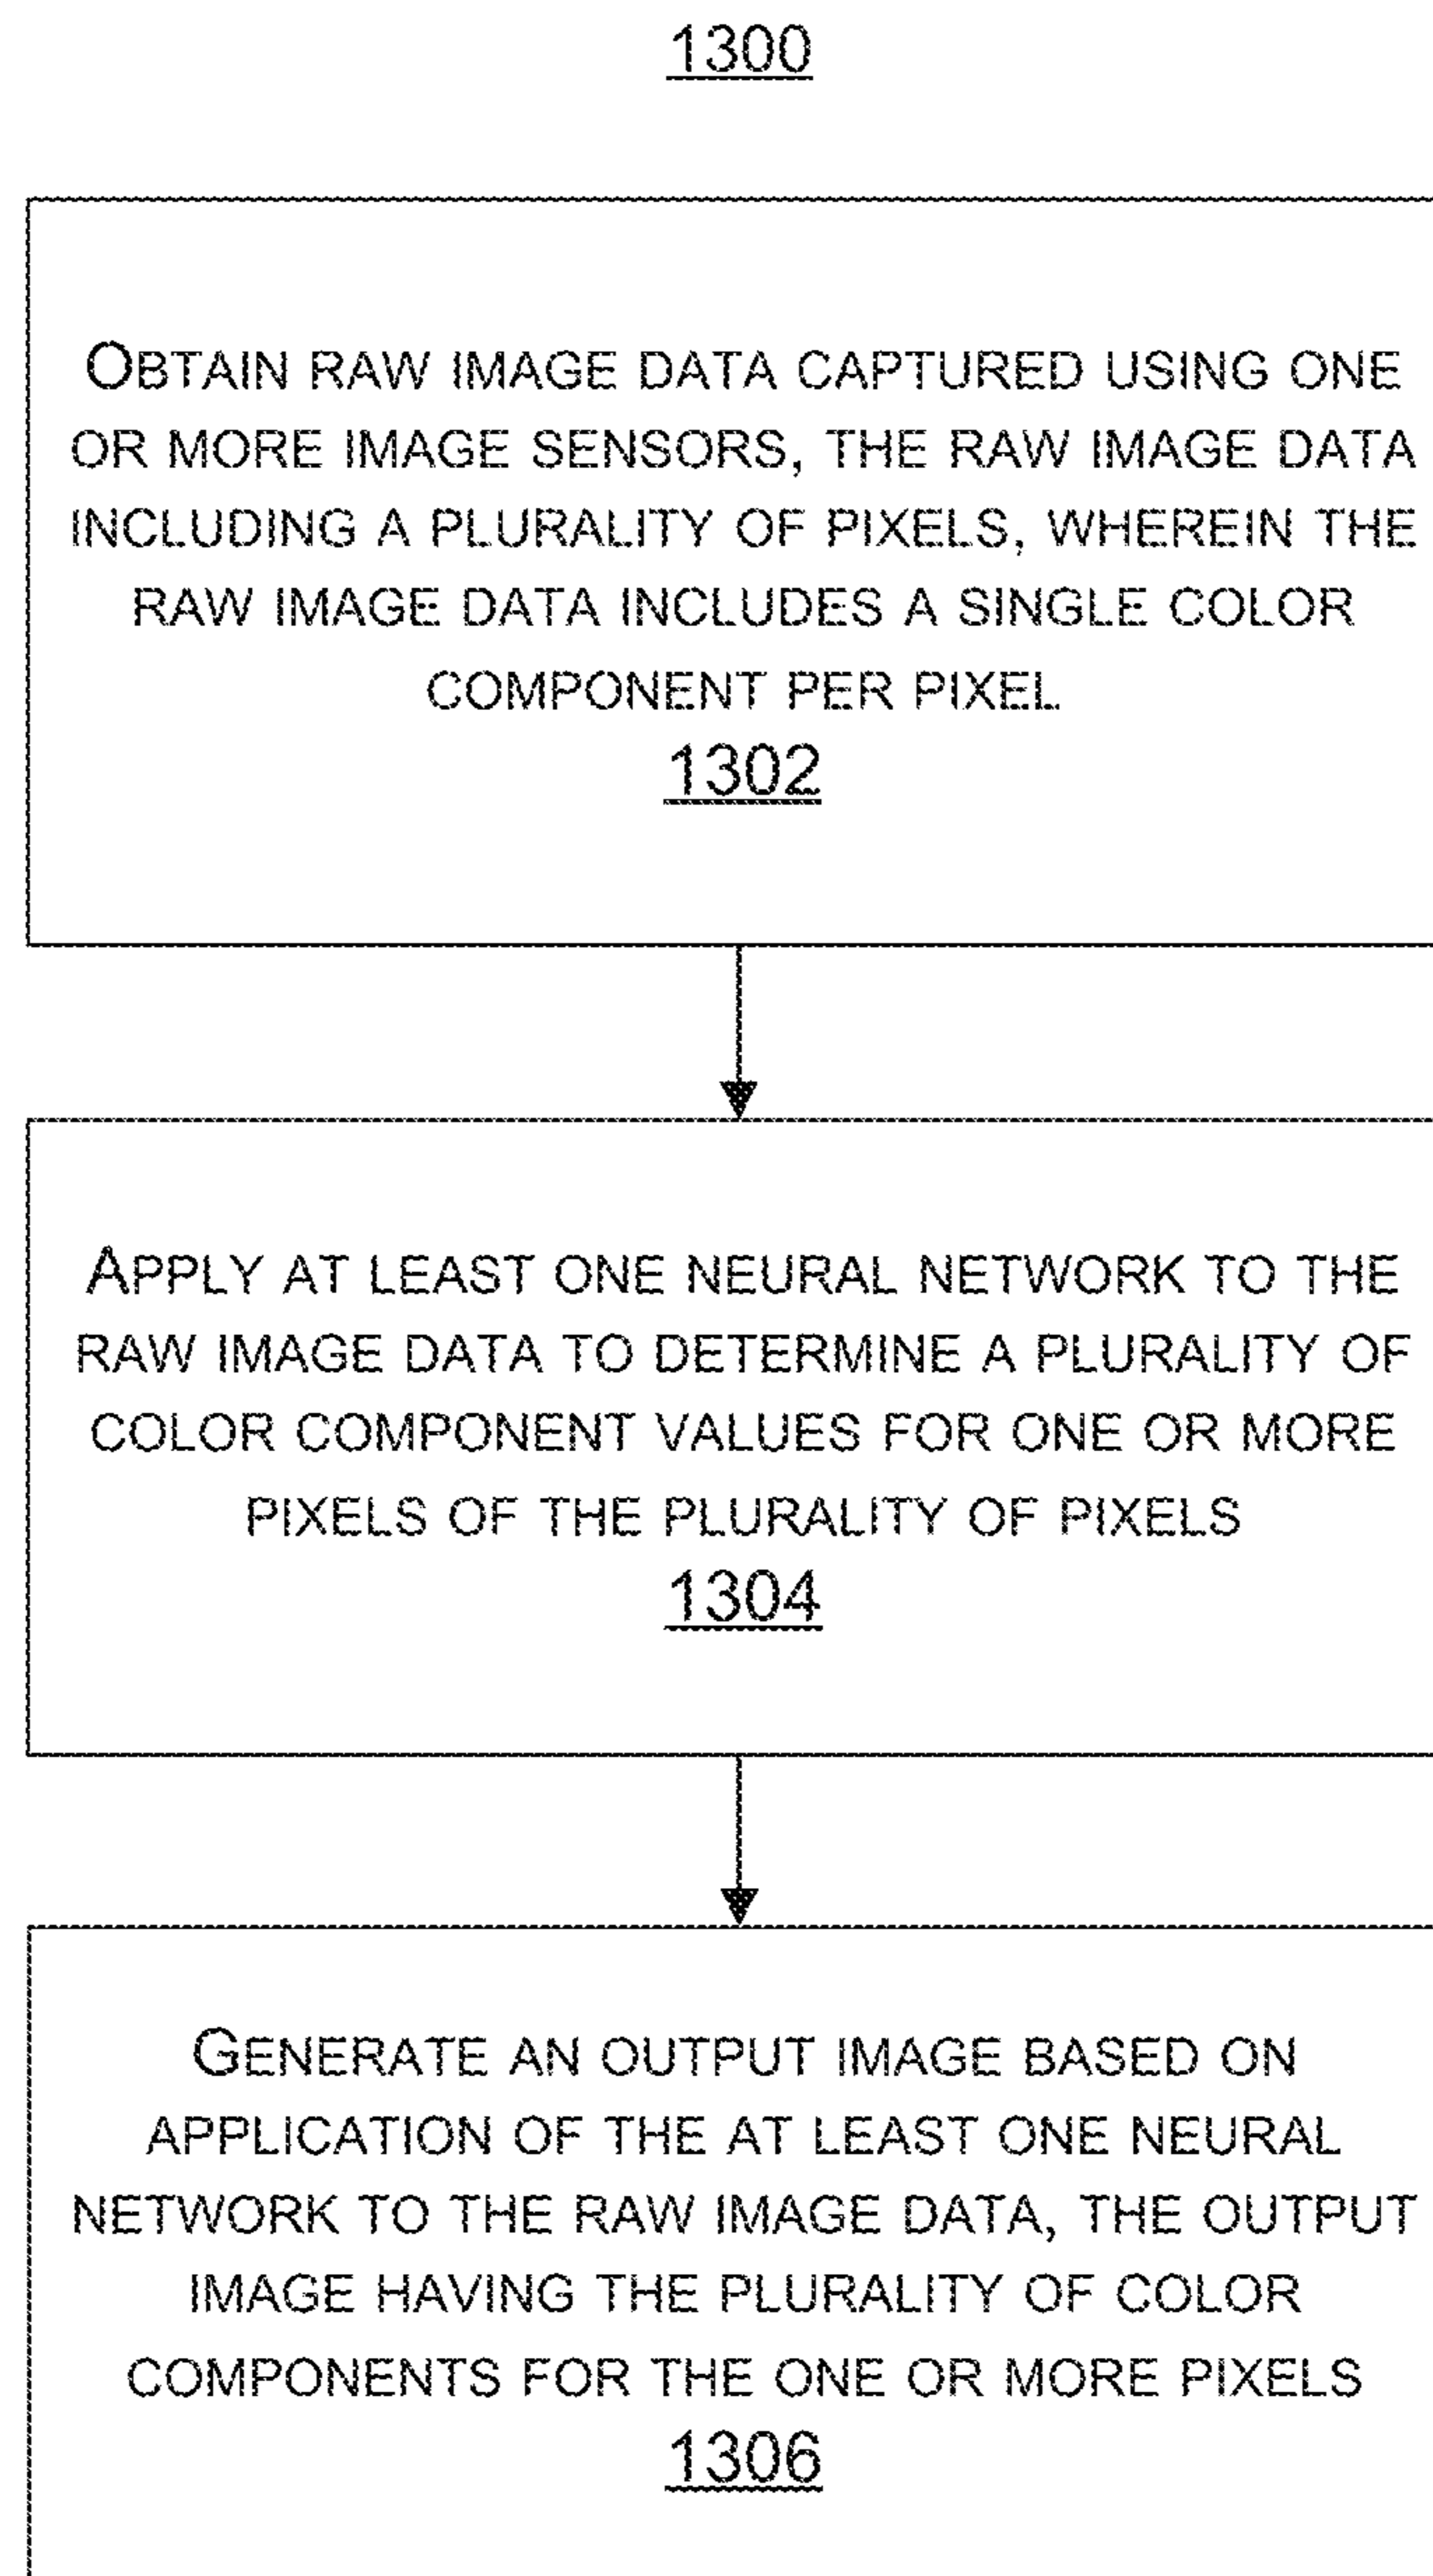 1300
OBTAIN RAW IMAGE DATA CAPTURED USING ONE
OR MORE IMAGE SENSORS, THE RAW IMAGE DATA
INCLUDING A PLURALITY OF PIXELS, WHEREIN THE
RAW IMAGE DATA INCLUDES A SINGLE COLOR
COMPONENT PER PIXEL
1302
APPLY AT LEAST ONE NEURAL NETWORK TO THE
RAW IMAGE DATA TO DETERMINE A PLURALITY OF
COLOR COMPONENT VALUES FOR ONE OR MORE
PIXELS OF THE PLURALITY OF PIXELS
1304
GENERATE AN OUTPUT IMAGE BASED ON
APPLICATION OF THE AT LEAST ONE NEURAL
NETWORK TO THE RAW IMAGE DATA, THE OUTPUT
IMAGE HAVING THE PLURALITY OF COLOR
COMPONENTS FOR THE ONE OR MORE PIXELS
1306